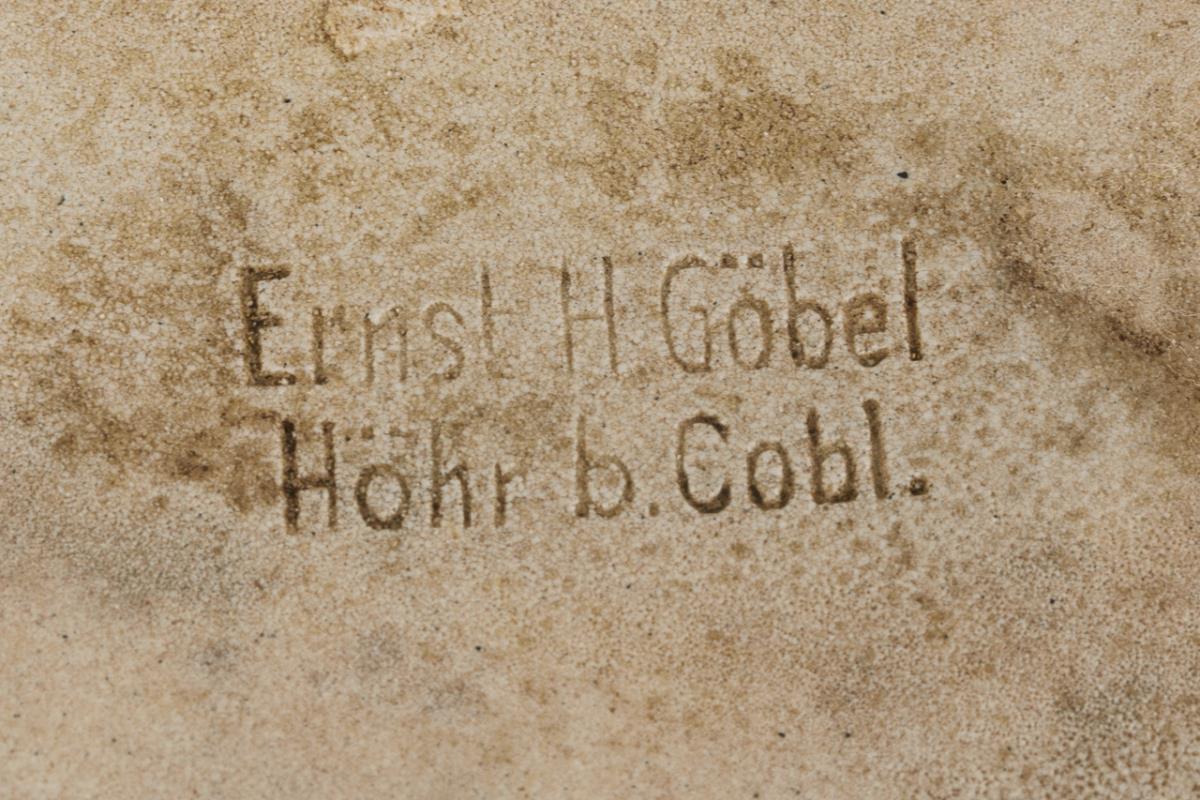 Ernst H. Göbel
Höhr b. Cobl.